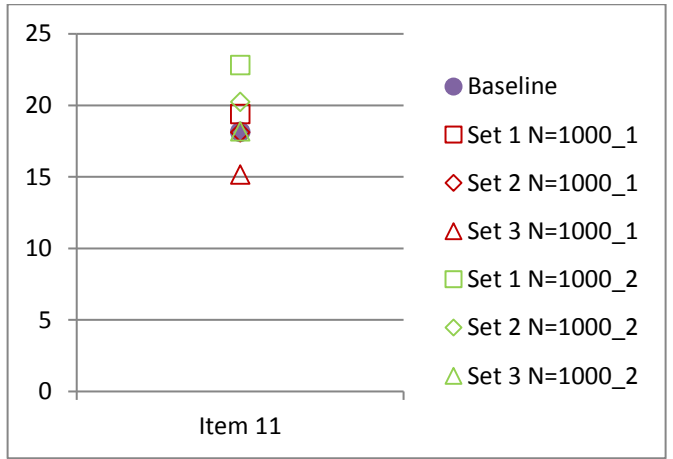 25
20
15
10
5
0
Item 11
Baseline
Set 1 N=1000_1
Set 2 N=1000_1
Set 3 N=1000_1
Set 1 N=1000_2
Set 2 N=1000_2
Set 3 N=1000_2